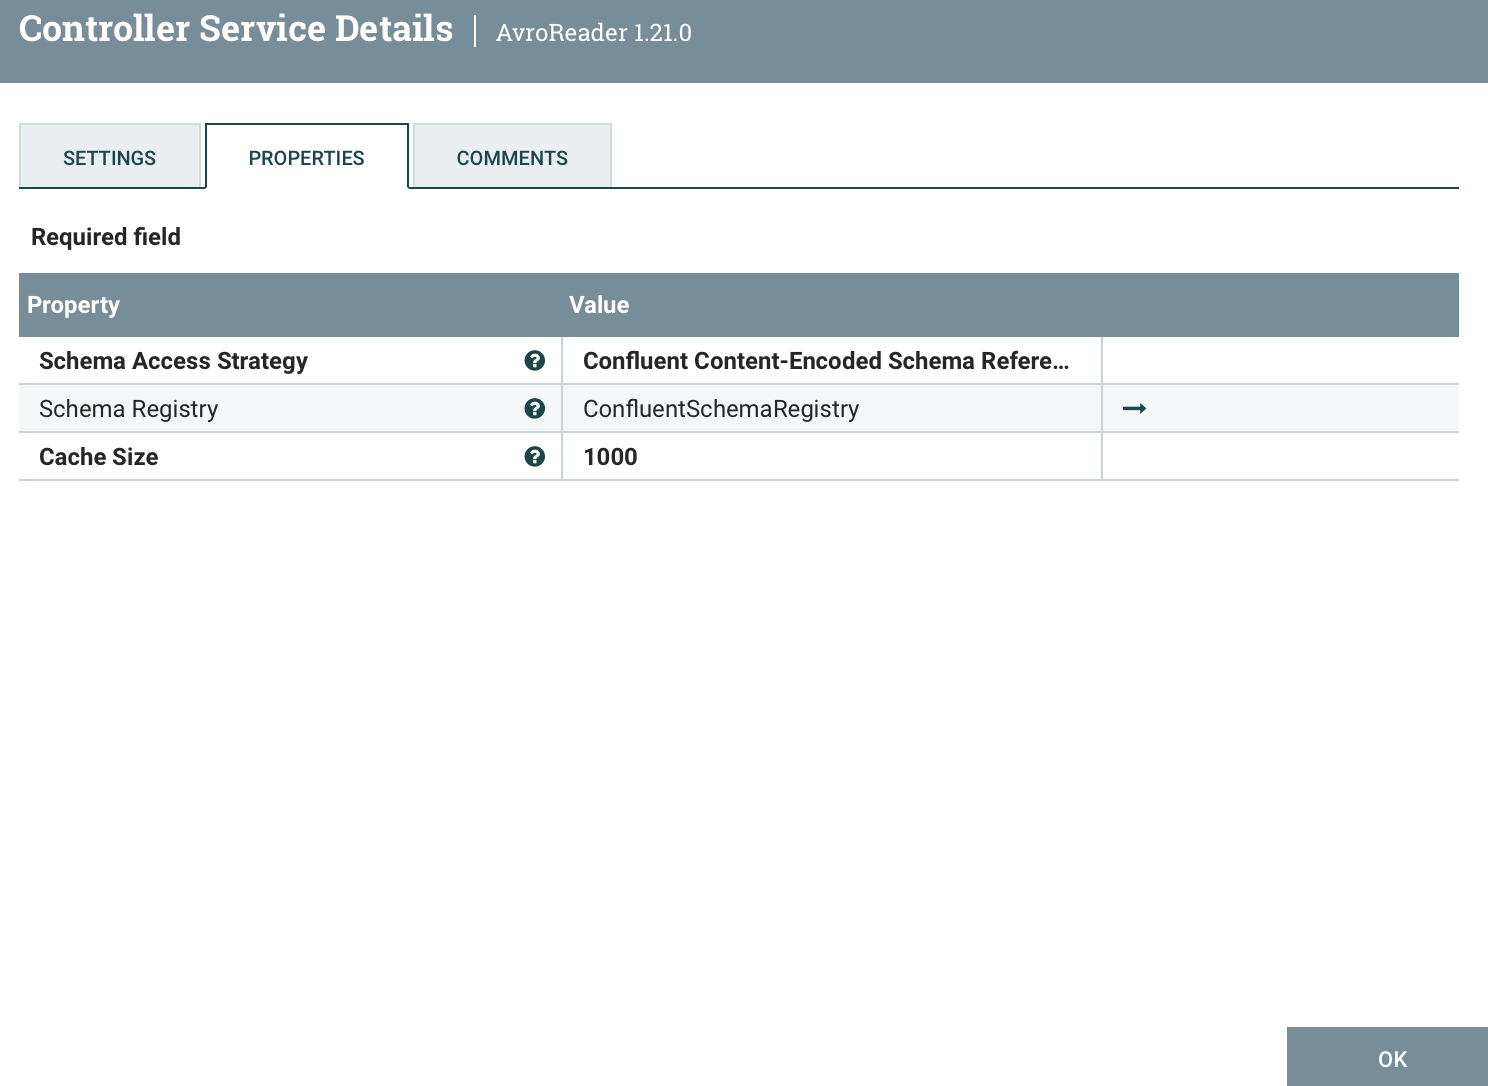 Controller Service Details | AvroReader 1.21.0
SETTINGS PROPERTIES COMMENTS
Required field
Property Value
Schema Access Strategy ? Confluent Content-Encoded Schema Refere...
Schema Registry ? ConfluentSchemaRegistry →
Cache Size ? 1000
OK